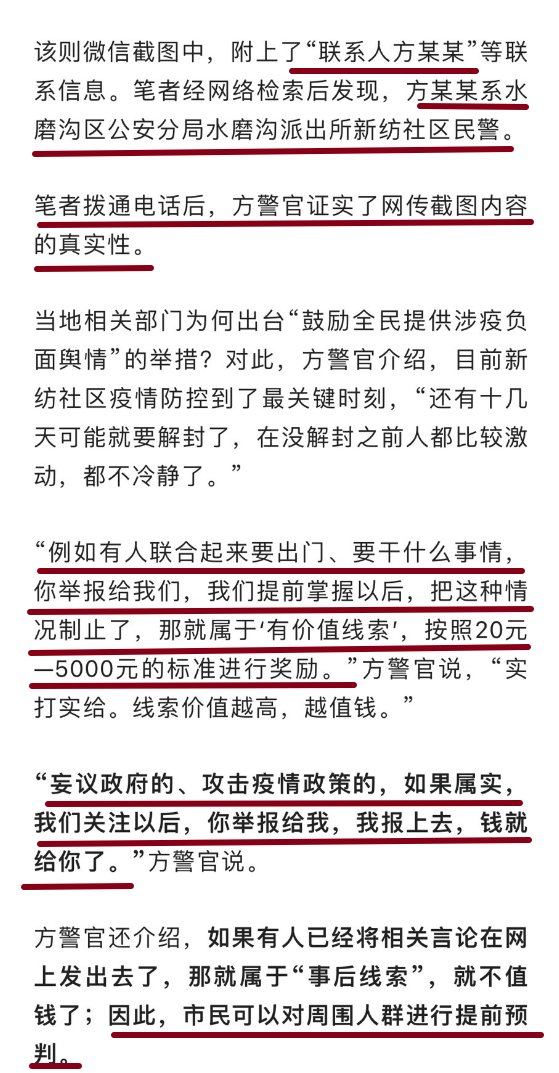 该则微信截图中，附上了“联系人方某某”等联
系信息。笔者经网络检索后发现，方某某系水
磨沟区公安分局水磨沟派出所新纺社区民警。
笔者拨通电话后，方警官证实了网传截图内容
的真实性。
当地相关部门为何出台“鼓励全民提供涉疫负
面舆情”的举措？对此，方警官介绍，目前新
纺社区疫情防控到了最关键时刻，“还有十几
天可能就要解封了，在没解封之前人都比较激
动，都不冷静了。”
“例如有人联合起来要出门、要干什么事情，
你举报给我们，我们提前掌握以后，把这种情
况制止了，那就属于‘有价值线索’，按照20元
—5000元的标准进行奖励。”方警官说，“实
打实给。线索价值越高，越值钱。”
“妄议政府的、攻击疫情政策的，如果属实，
我们关注以后，你举报给我，我报上去，钱就
给你了。”方警官说。
方警官还介绍，如果有人已经将相关言论在网
上发出去了，那就属于“事后线索”，就不值
钱了；因此，市民可以对周围人群进行提前预
判。